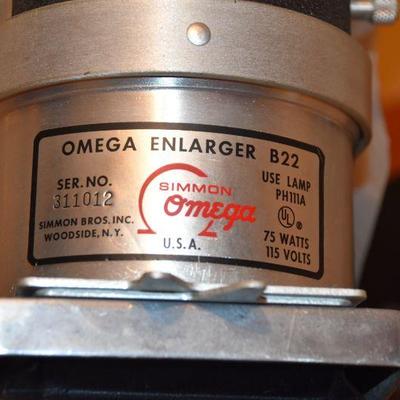 OMEGA ENLARGER B22
SER.NO.
311012
SIMMON BROS. INC.
WOODSIDE, N.Y.
SIMMON
Omega
U.S.A.
USE LAMP
PH111A
UL
75 WATTS
115 VOLTS